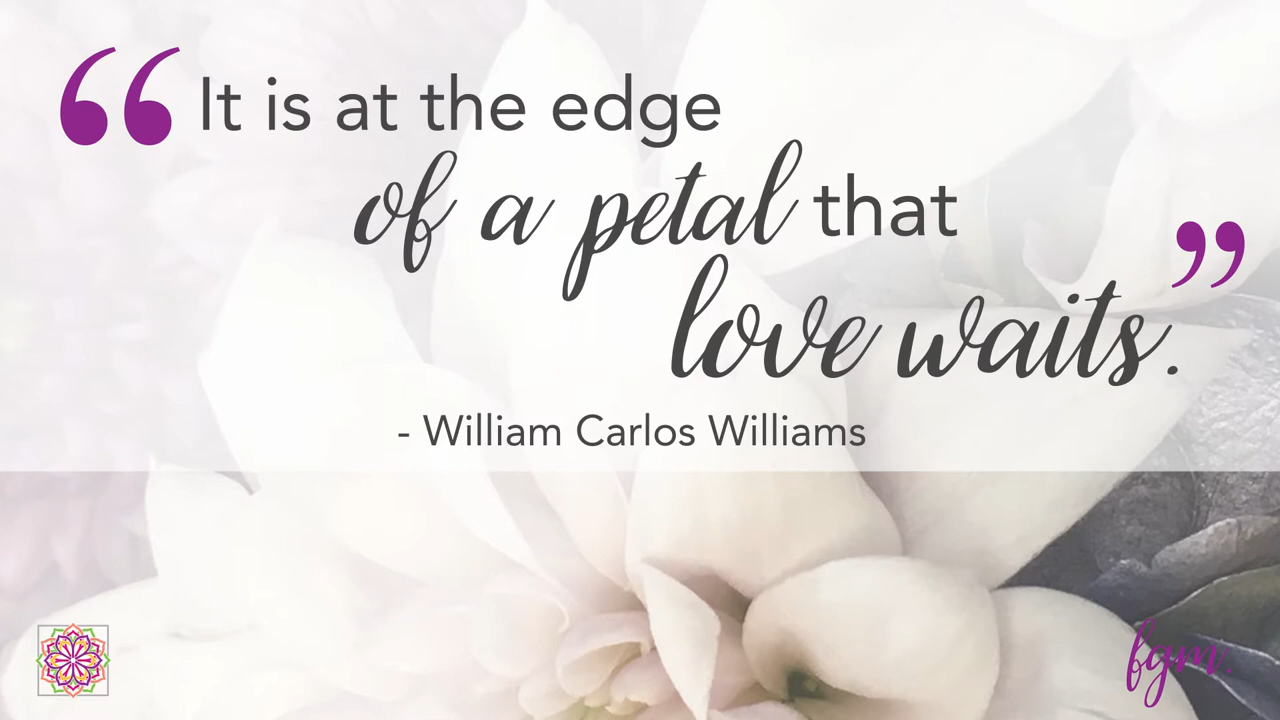 “It is at the edge
of a petal that
love waits.”
- William Carlos Williams
fgm.